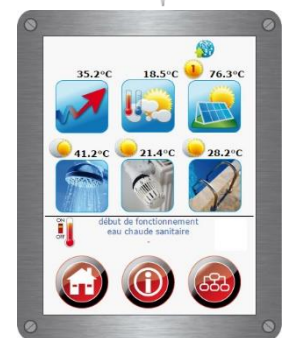 35.2°C 18.5°C 1 76.3°C
41.2°C 21.4°C 28.2°C
ON
OFF
début de fonctionnement
eau chaude sanitaire
-